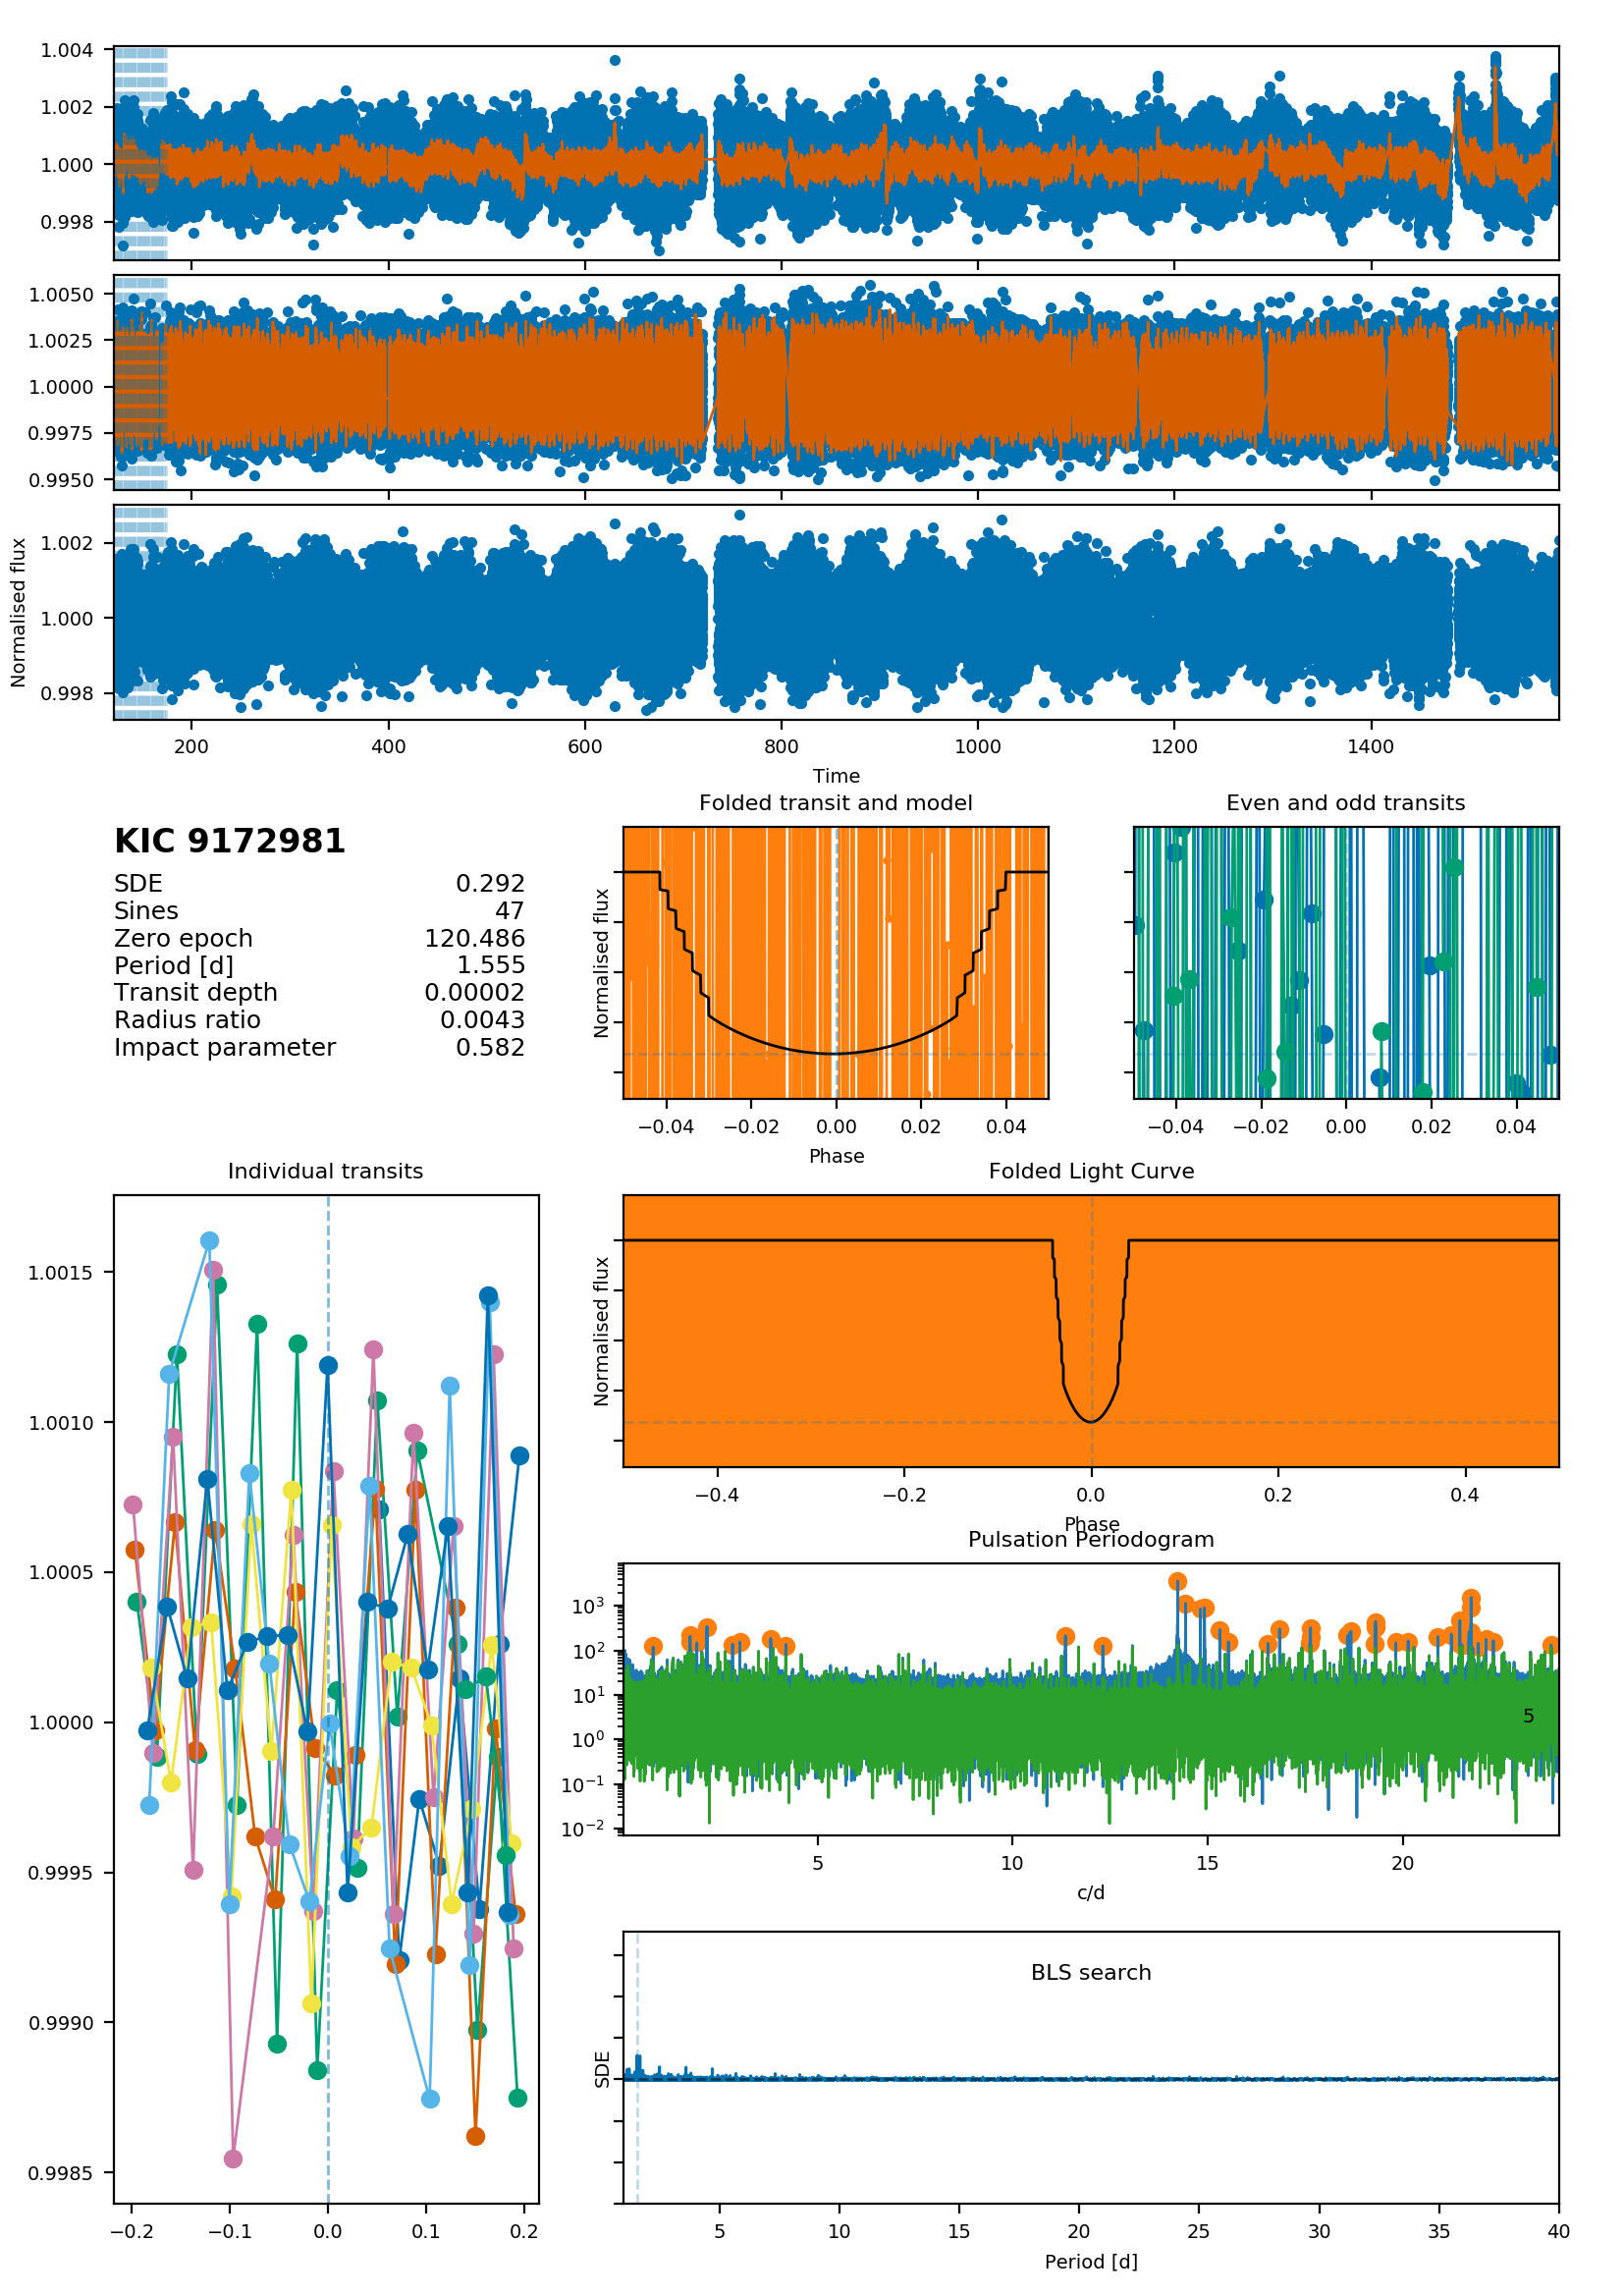 1.004
1.002
1.000
0.998
1.0050
1.0025
1.0000
0.9975
0.9950
1.002
1.000
0.998
Normalised flux
200 400 600 800 1000 1200 1400
Time
KIC 9172981
SDE 0.292
Sines 47
Zero epoch 120.486
Period [d] 1.555
Transit depth 0.00002
Radius ratio 0.0043
Impact parameter 0.582
Folded transit and model
Normalised flux
−0.04 −0.02 0.00 0.02 0.04
Phase
Even and odd transits
−0.04 −0.02 0.00 0.02 0.04
Individual transits
1.0015
1.0010
1.0005
1.0000
0.9995
0.9990
0.9985
−0.2 −0.1 0.0 0.1 0.2
Folded Light Curve
Normalised flux
−0.4 −0.2 0.0 0.2 0.4
Phase
Pulsation Periodogram
10³
10²
10¹
10⁰
10⁻¹
10⁻²
5
5 10 15 20
c/d
BLS search
SDE
5 10 15 20 25 30 35 40
Period [d]